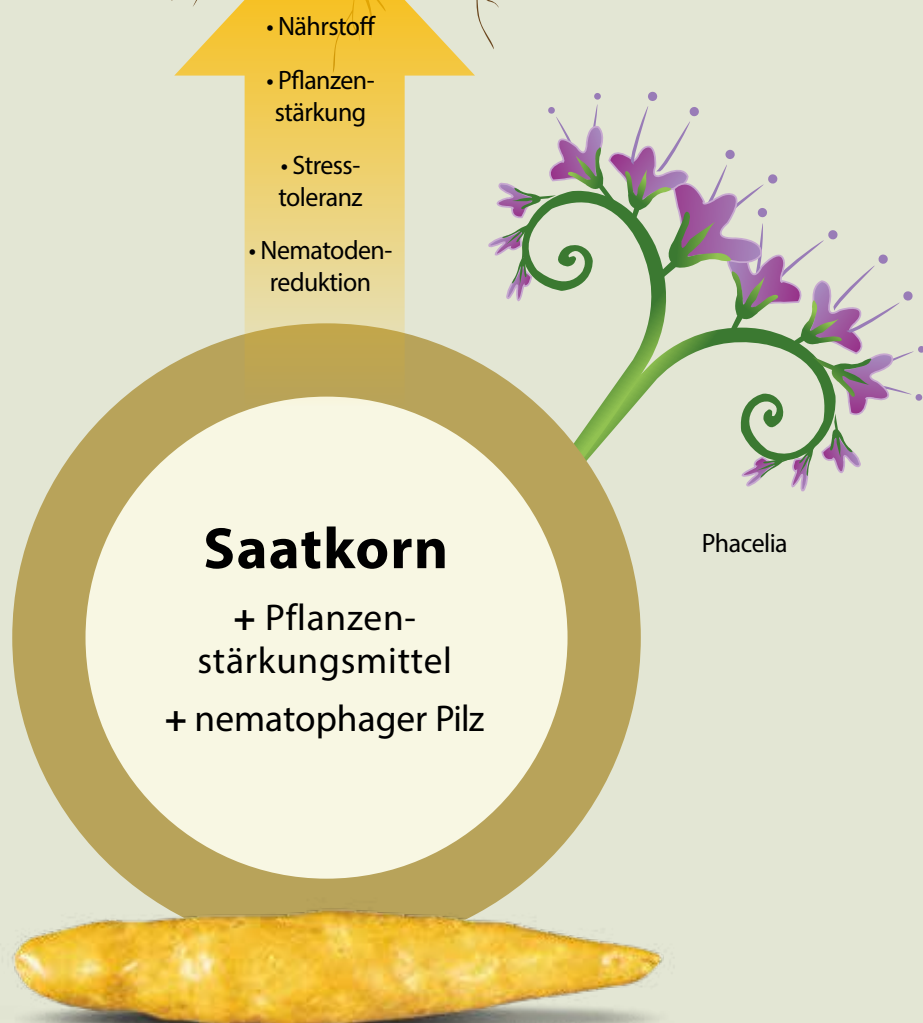 • Nährstoff
• Pflanzen-
stärkung
• Stress-
toleranz
• Nematoden-
reduktion
Phacelia
Saatkorn
+ Pflanzen-
stärkungsmittel
+ nematophager Pilz